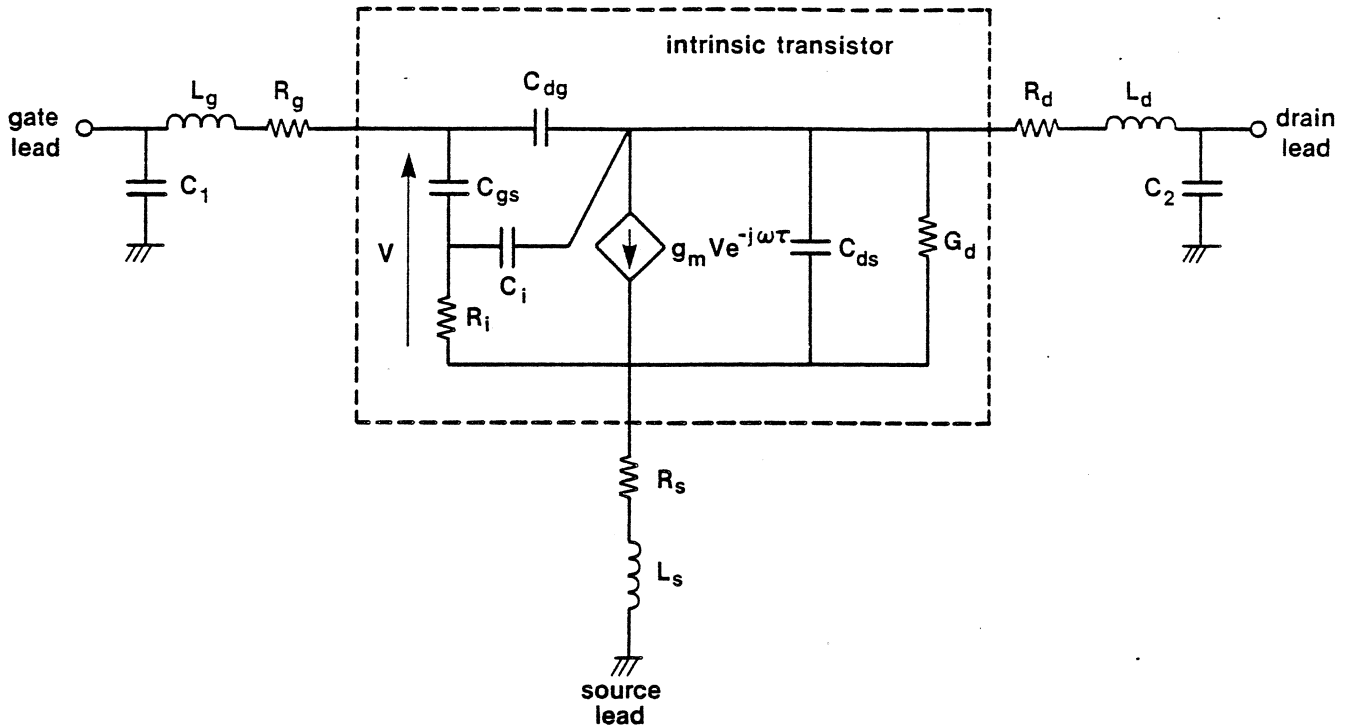 intrinsic transistor
L_g
R_g
C_dg
R_d
L_d
gate
lead
drain
lead
C_1
C_gs
C_2
V
C_i
g_m Ve^{-jωτ}
C_ds
G_d
R_i
R_s
L_s
source
lead